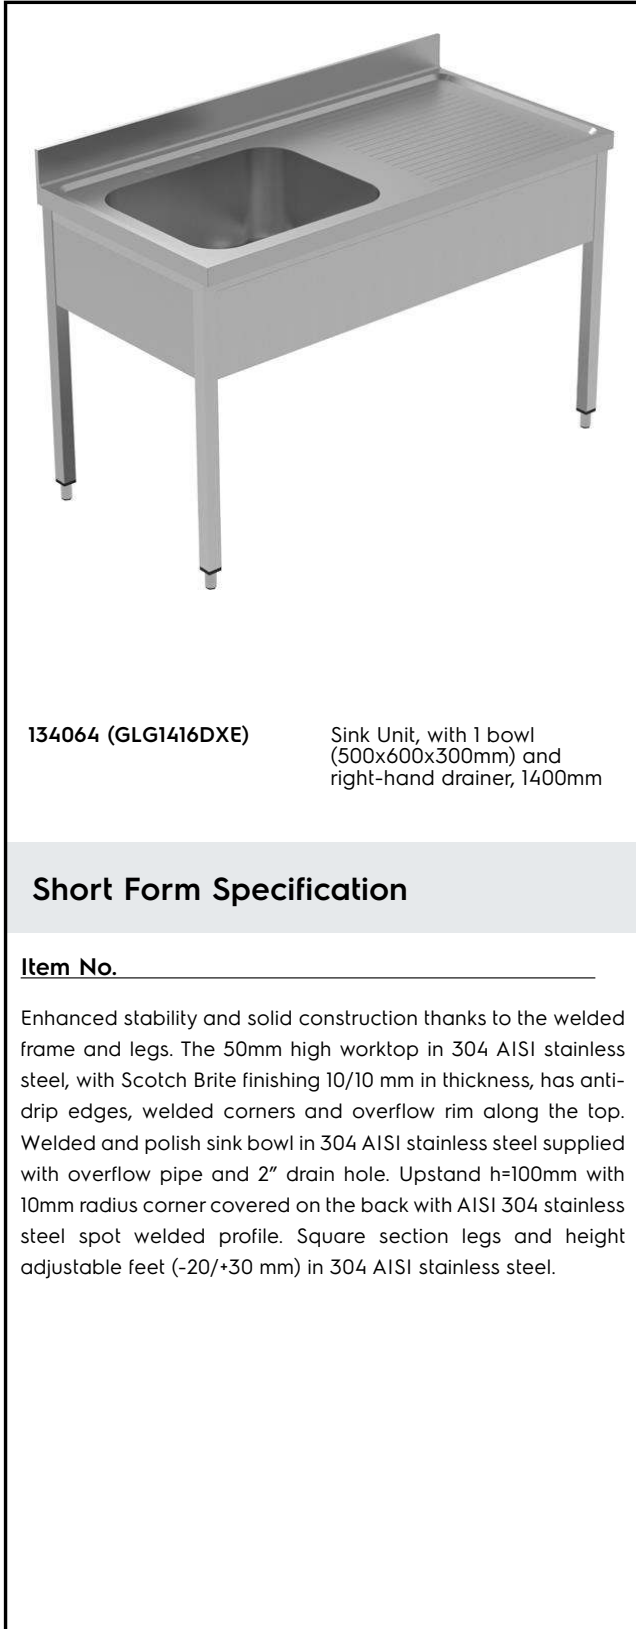 134064 (GLG1416DXE)
Sink Unit, with 1 bowl
(500x600x300mm) and
right-hand drainer, 1400mm
Short Form Specification
Item No.
Enhanced stability and solid construction thanks to the welded
frame and legs. The 50mm high worktop in 304 AISI stainless
steel, with Scotch Brite finishing 10/10 mm in thickness, has anti-
drip edges, welded corners and overflow rim along the top.
Welded and polish sink bowl in 304 AISI stainless steel supplied
with overflow pipe and 2” drain hole. Upstand h=100mm with
10mm radius corner covered on the back with AISI 304 stainless
steel spot welded profile. Square section legs and height
adjustable feet (-20/+30 mm) in 304 AISI stainless steel.